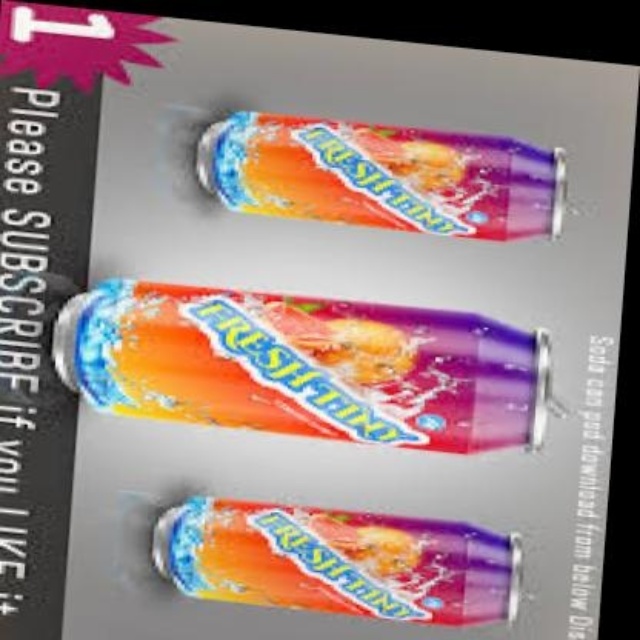 Soda can psd download from below Dis
FRESH TINY
FRESH TINY
FRESH TINY
1
Please SUBSCRIBE if you LIKE it